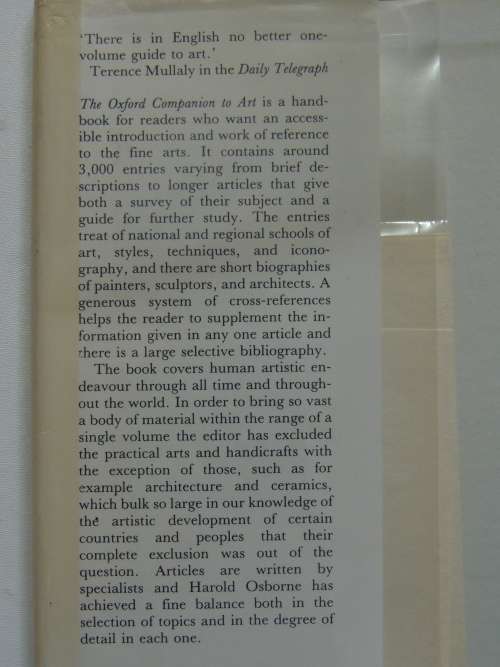 'There is in English no better one-
volume guide to art.'
Terence Mullaly in the Daily Telegraph
The Oxford Companion to Art is a hand-
book for readers who want an access-
ible introduction and work of reference
to the fine arts. It contains around
3,000 entries varying from brief de-
scriptions to longer articles that give
both a survey of their subject and a
guide for further study. The entries
treat of national and regional schools of
art, styles, techniques, and icono-
graphy, and there are short biographies
of painters, sculptors, and architects. A
generous system of cross-references
helps the reader to supplement the in-
formation given in any one article and
there is a large selective bibliography.
The book covers human artistic en-
deavour through all time and through-
out the world. In order to bring so vast
a body of material within the range of a
single volume the editor has excluded
the practical arts and handicrafts with
the exception of those, such as for
example architecture and ceramics,
which bulk so large in our knowledge of
the artistic development of certain
countries and peoples that their
complete exclusion was out of the
question. Articles are written by
specialists and Harold Osborne has
achieved a fine balance both in the
selection of topics and in the degree of
detail in each one.